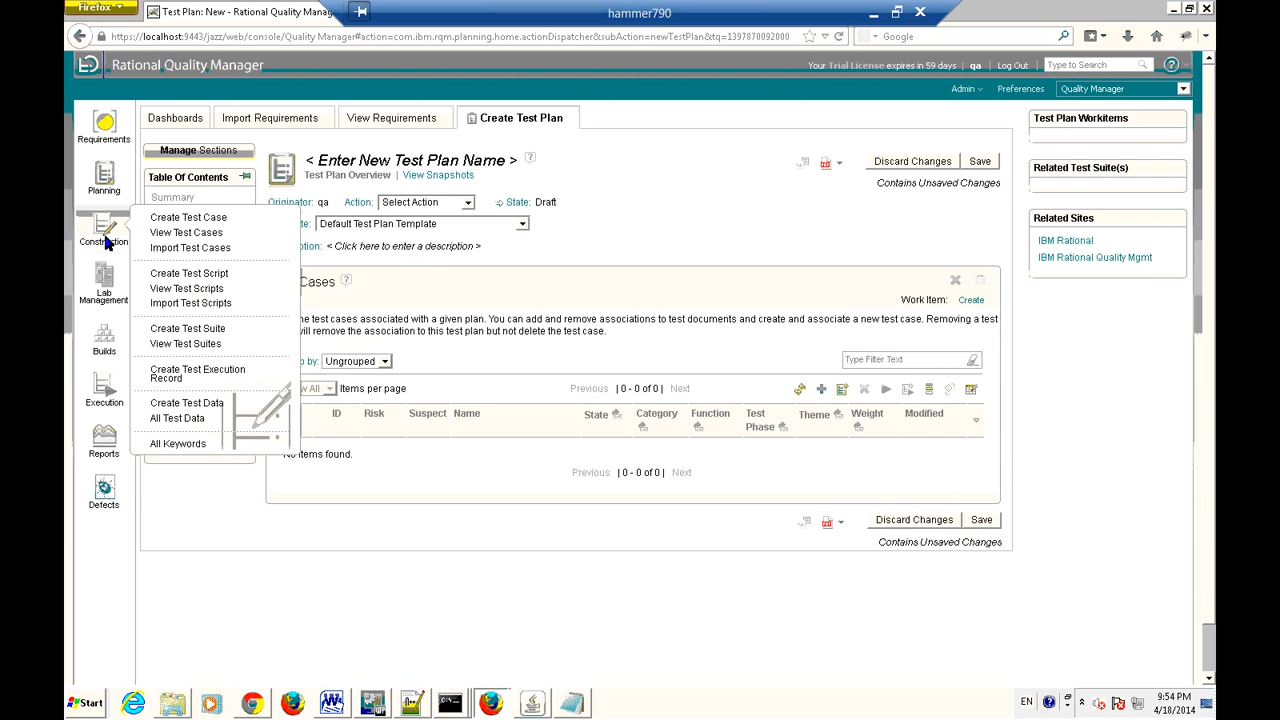 Firefox
Test Plan: New - Rational Quality Manag
hammer790
https://localhost:9443/jazz/web/console/Quality Manager#action=com.ibm.rqm.planning.home.actionDispatcher&subAction=newTestPlan&tq=1397870092000
Google
Rational Quality Manager
Your Trial License expires in 59 days
qa
Log Out
Type to Search
Admin
Preferences
Quality Manager
Requirements
Planning
Construction
Lab
Management
Builds
Execution
Reports
Defects
Dashboards
Import Requirements
View Requirements
Create Test Plan
Manage Sections
Table Of Contents
Summary
< Enter New Test Plan Name >
Test Plan Overview
View Snapshots
Discard Changes
Save
Contains Unsaved Changes
Originator: qa
Action:
Select Action
State: Draft
te:
Default Test Plan Template
ption:
< Click here to enter a description >
Create Test Case
View Test Cases
Import Test Cases
Create Test Script
View Test Scripts
Import Test Scripts
Create Test Suite
View Test Suites
Create Test Execution
Record
Create Test Data
All Test Data
All Keywords
Cases
Work Item: Create
he test cases associated with a given plan. You can add and remove associations to test documents and create and associate a new test case. Removing a test
will remove the association to this test plan but not delete the test case.
p by:
Ungrouped
Type Filter Text
w All
Items per page
Previous | 0 - 0 of 0 | Next
ID
Risk
Suspect
Name
State
Category
Function
Test
Phase
Theme
Weight
Modified
No items found.
Previous | 0 - 0 of 0 | Next
Discard Changes
Save
Contains Unsaved Changes
Test Plan Workitems
Related Test Suite(s)
Related Sites
IBM Rational
IBM Rational Quality Mgmt
Start
EN
9:54 PM
4/18/2014